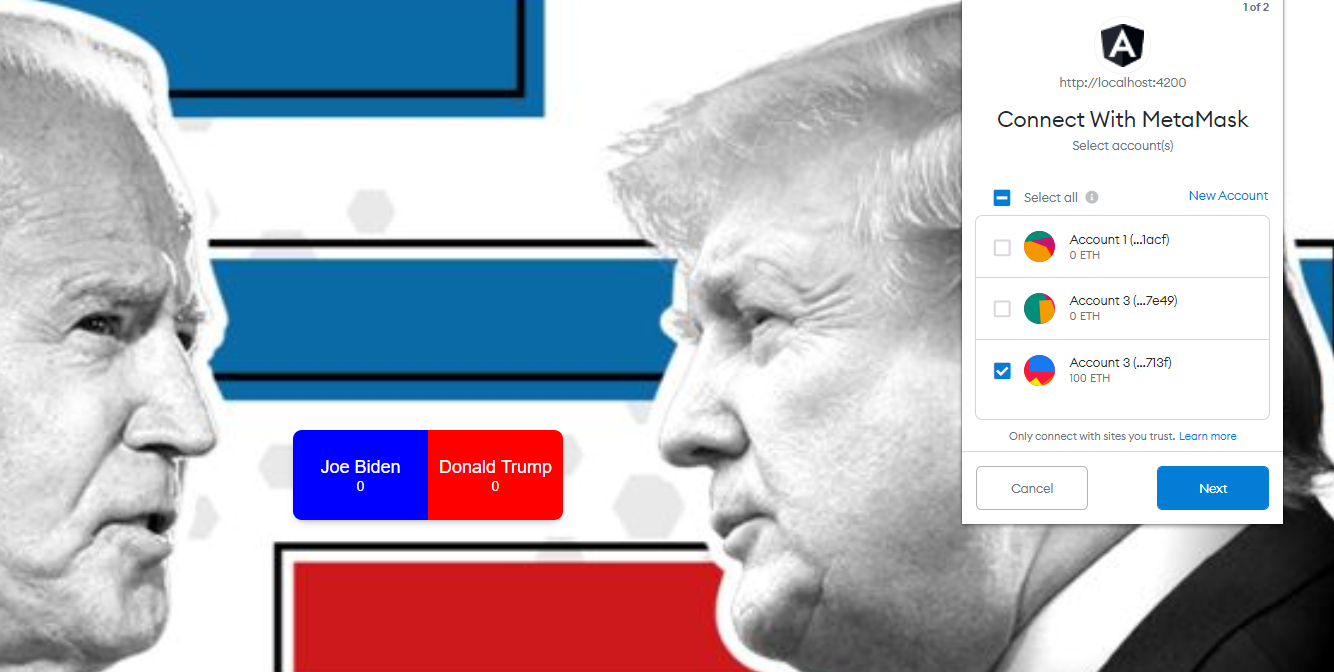 1 of 2
http://localhost:4200
Connect With MetaMask
Select account(s)
Select all
New Account
Account 1 (...1acf)
0 ETH
Account 3 (...7e49)
0 ETH
Account 3 (...713f)
100 ETH
Only connect with sites you trust. Learn more
Cancel
Next
Joe Biden
0
Donald Trump
0